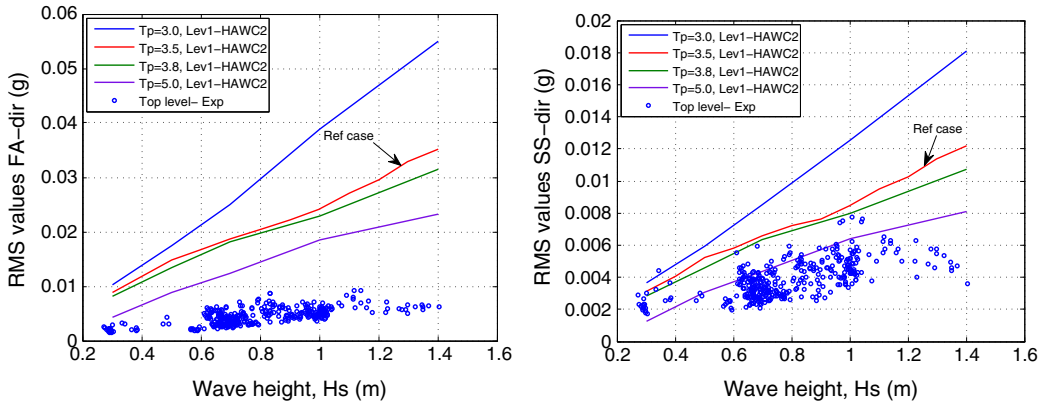 0.06
0.05
0.04
0.03
0.02
0.01
0
RMS values FA−dir (g)
Tp=3.0, Lev1−HAWC2
Tp=3.5, Lev1−HAWC2
Tp=3.8, Lev1−HAWC2
Tp=5.0, Lev1−HAWC2
Top level− Exp
Ref case
0.2 0.4 0.6 0.8 1 1.2 1.4 1.6
Wave height, Hs (m)
0.02
0.018
0.016
0.014
0.012
0.01
0.008
0.006
0.004
0.002
0
RMS values SS−dir (g)
Tp=3.0, Lev1−HAWC2
Tp=3.5, Lev1−HAWC2
Tp=3.8, Lev1−HAWC2
Tp=5.0, Lev1−HAWC2
Top level− Exp
Ref case
0.2 0.4 0.6 0.8 1 1.2 1.4 1.6
Wave height, Hs (m)